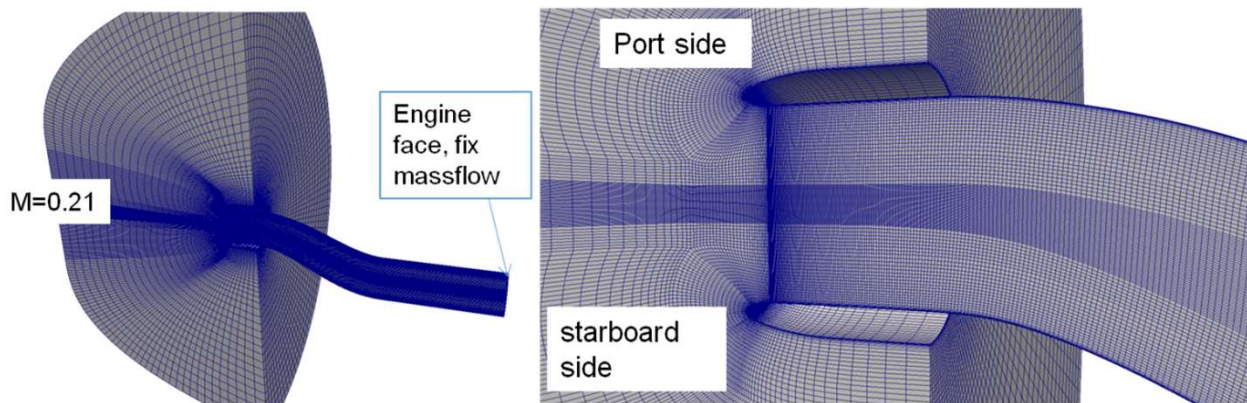 M=0.21
Engine
face, fix
massflow
Port side
starboard
side